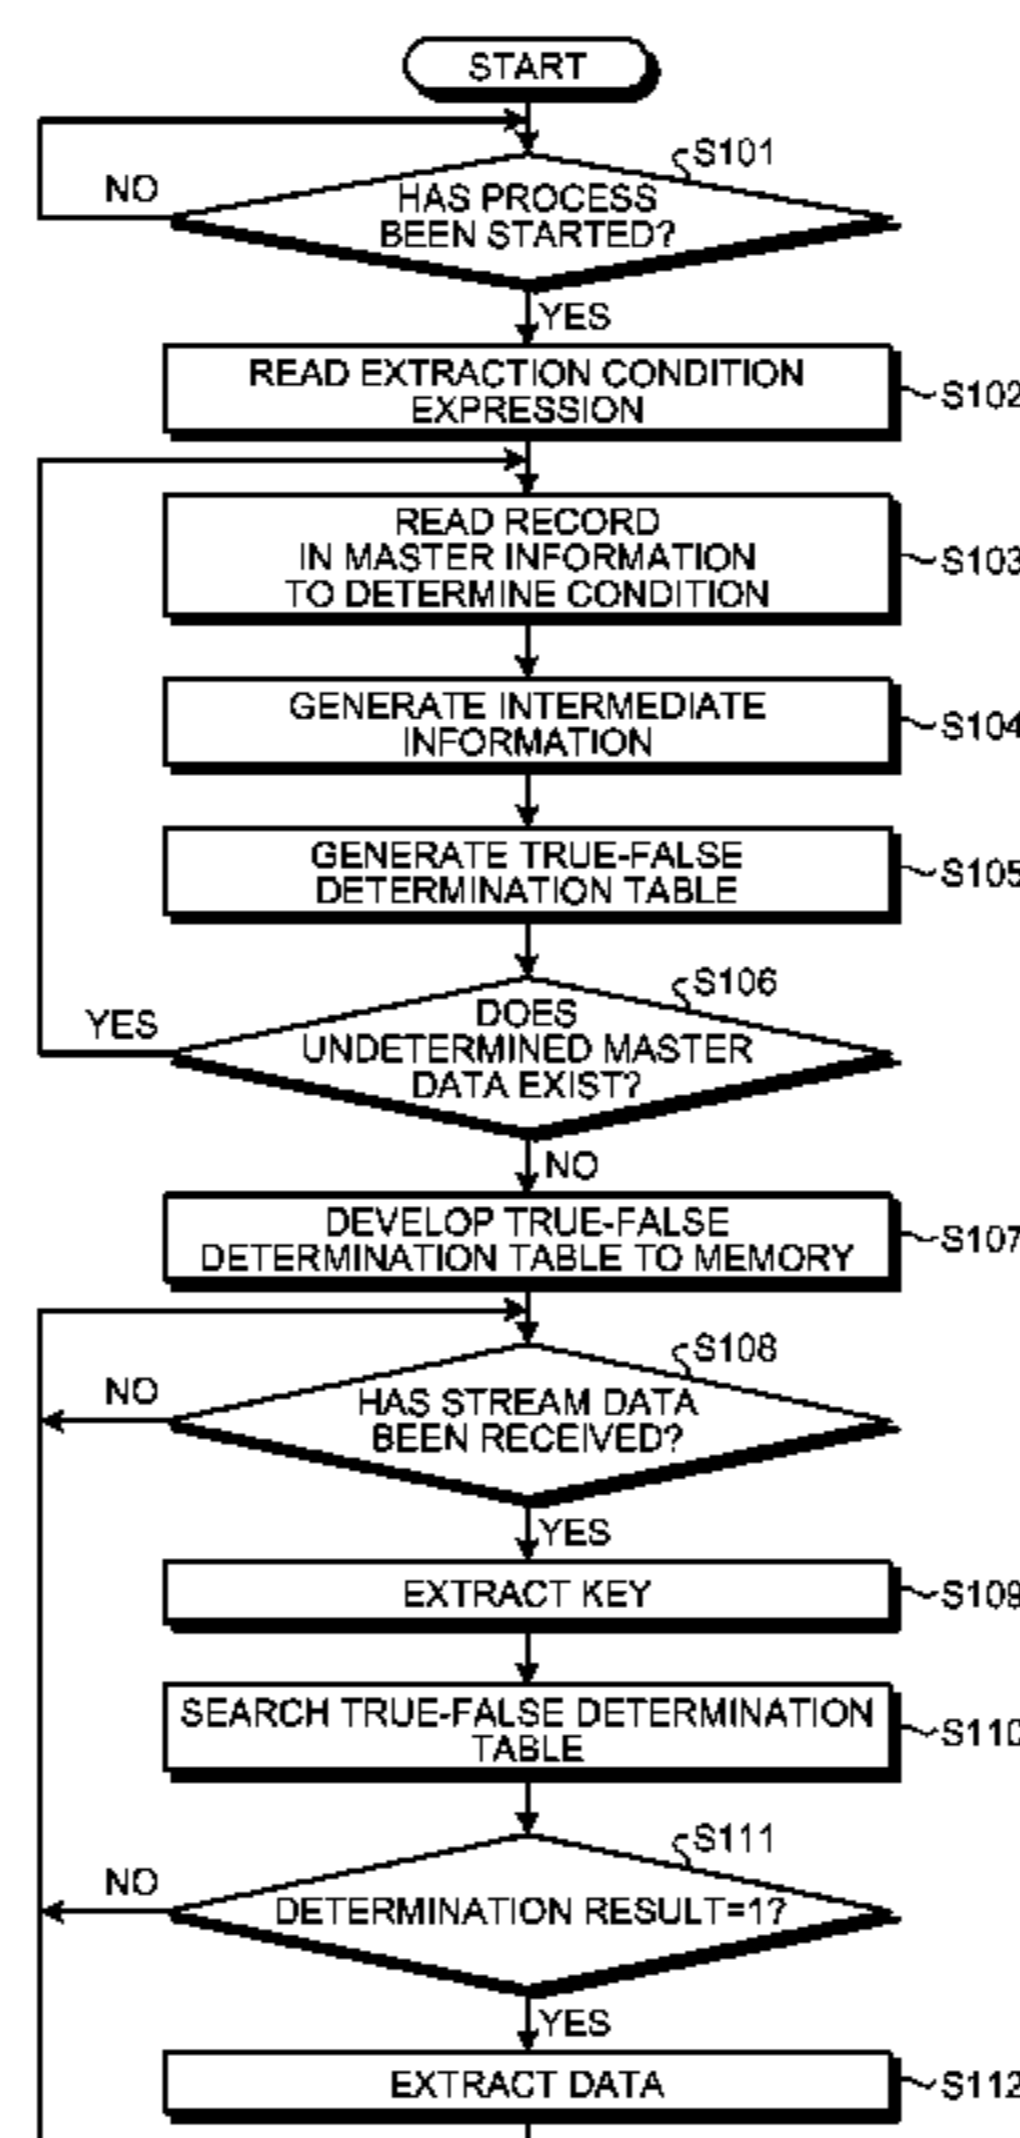 START
S101
NO
HAS PROCESS
BEEN STARTED?
YES
READ EXTRACTION CONDITION
EXPRESSION
S102
READ RECORD
IN MASTER INFORMATION
TO DETERMINE CONDITION
S103
GENERATE INTERMEDIATE
INFORMATION
S104
GENERATE TRUE-FALSE
DETERMINATION TABLE
S105
S106
YES
DOES
UNDETERMINED MASTER
DATA EXIST?
NO
DEVELOP TRUE-FALSE
DETERMINATION TABLE TO MEMORY
S107
S108
NO
HAS STREAM DATA
BEEN RECEIVED?
YES
EXTRACT KEY
S109
SEARCH TRUE-FALSE DETERMINATION
TABLE
S110
S111
NO
DETERMINATION RESULT=1?
YES
EXTRACT DATA
S112